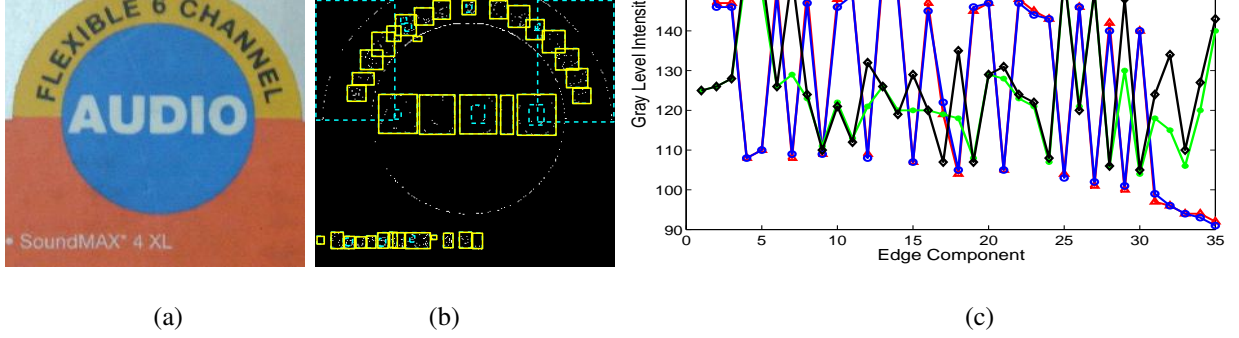 FLEXIBLE 6 CHANNEL
AUDIO
• SoundMAX* 4 XL
Gray Level Intensit
140
130
120
110
100
90
0 5 10 15 20 25 30 35
Edge Component
(a) (b) (c)